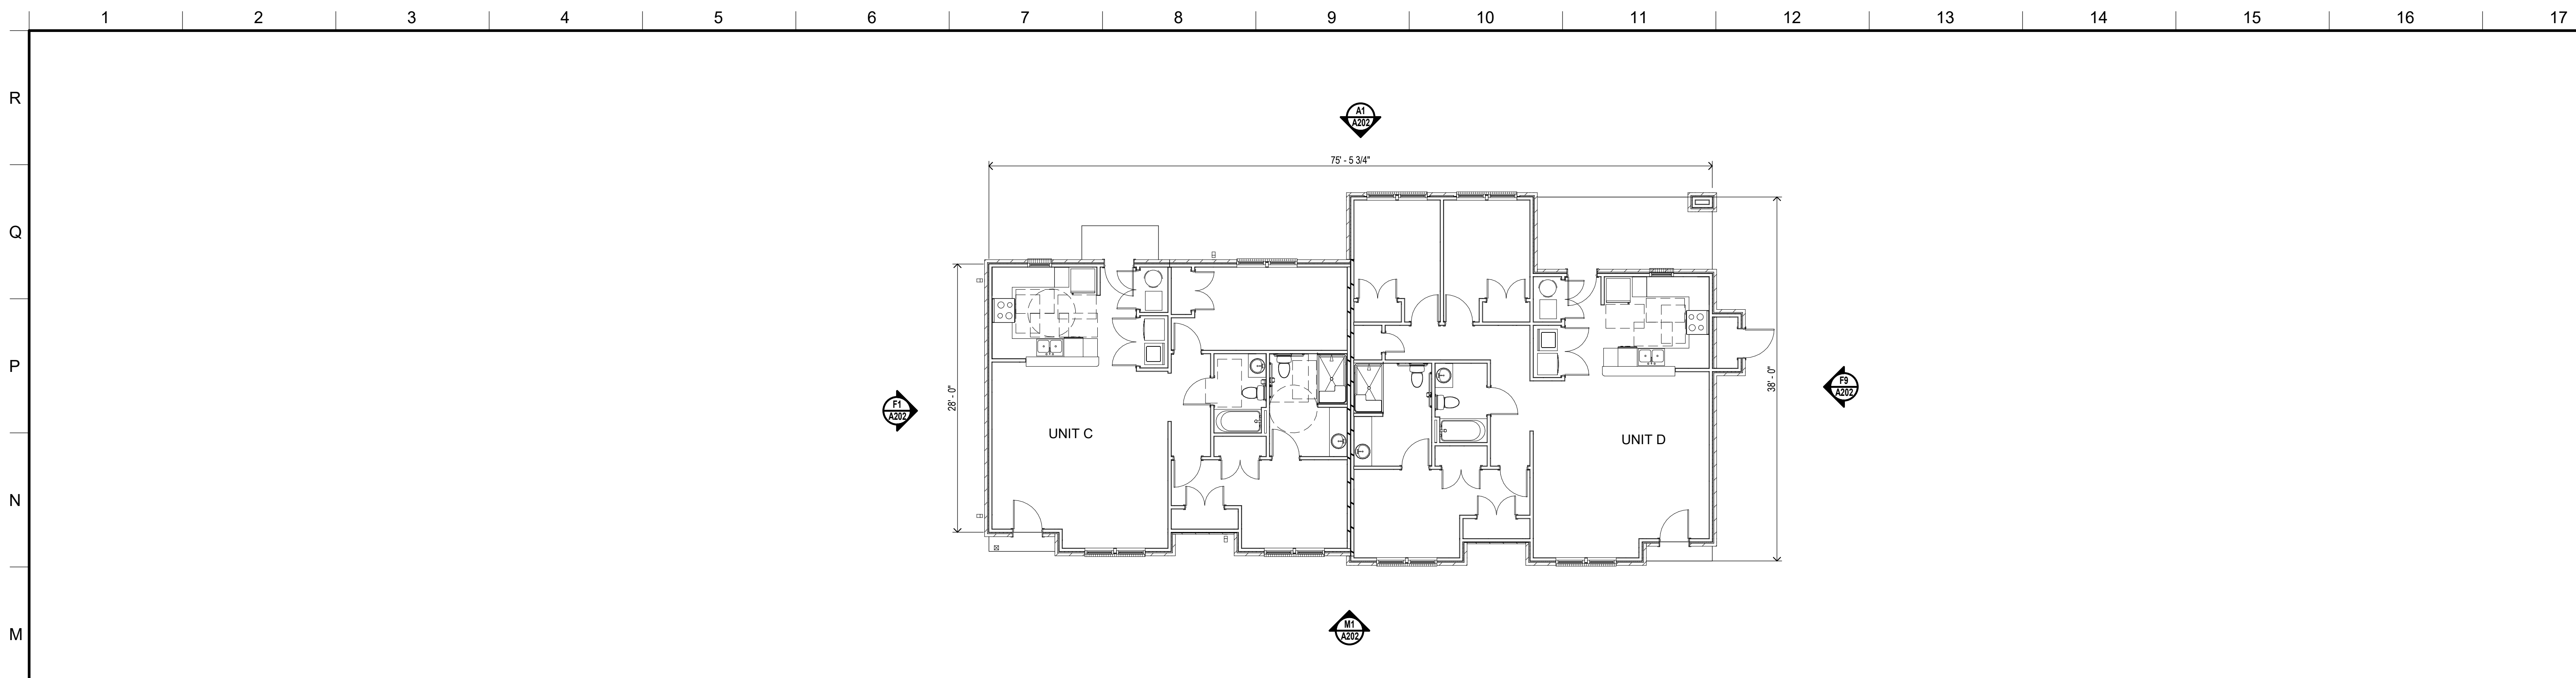 1 2 3 4 5 6 7 8 9 10 11 12 13 14 15 16 17
R
A1
A202
75' - 5 3/4"
Q
P
28' - 0"
38' - 0"
F1
A202
F9
A202
UNIT C
UNIT D
N
M
M1
A202